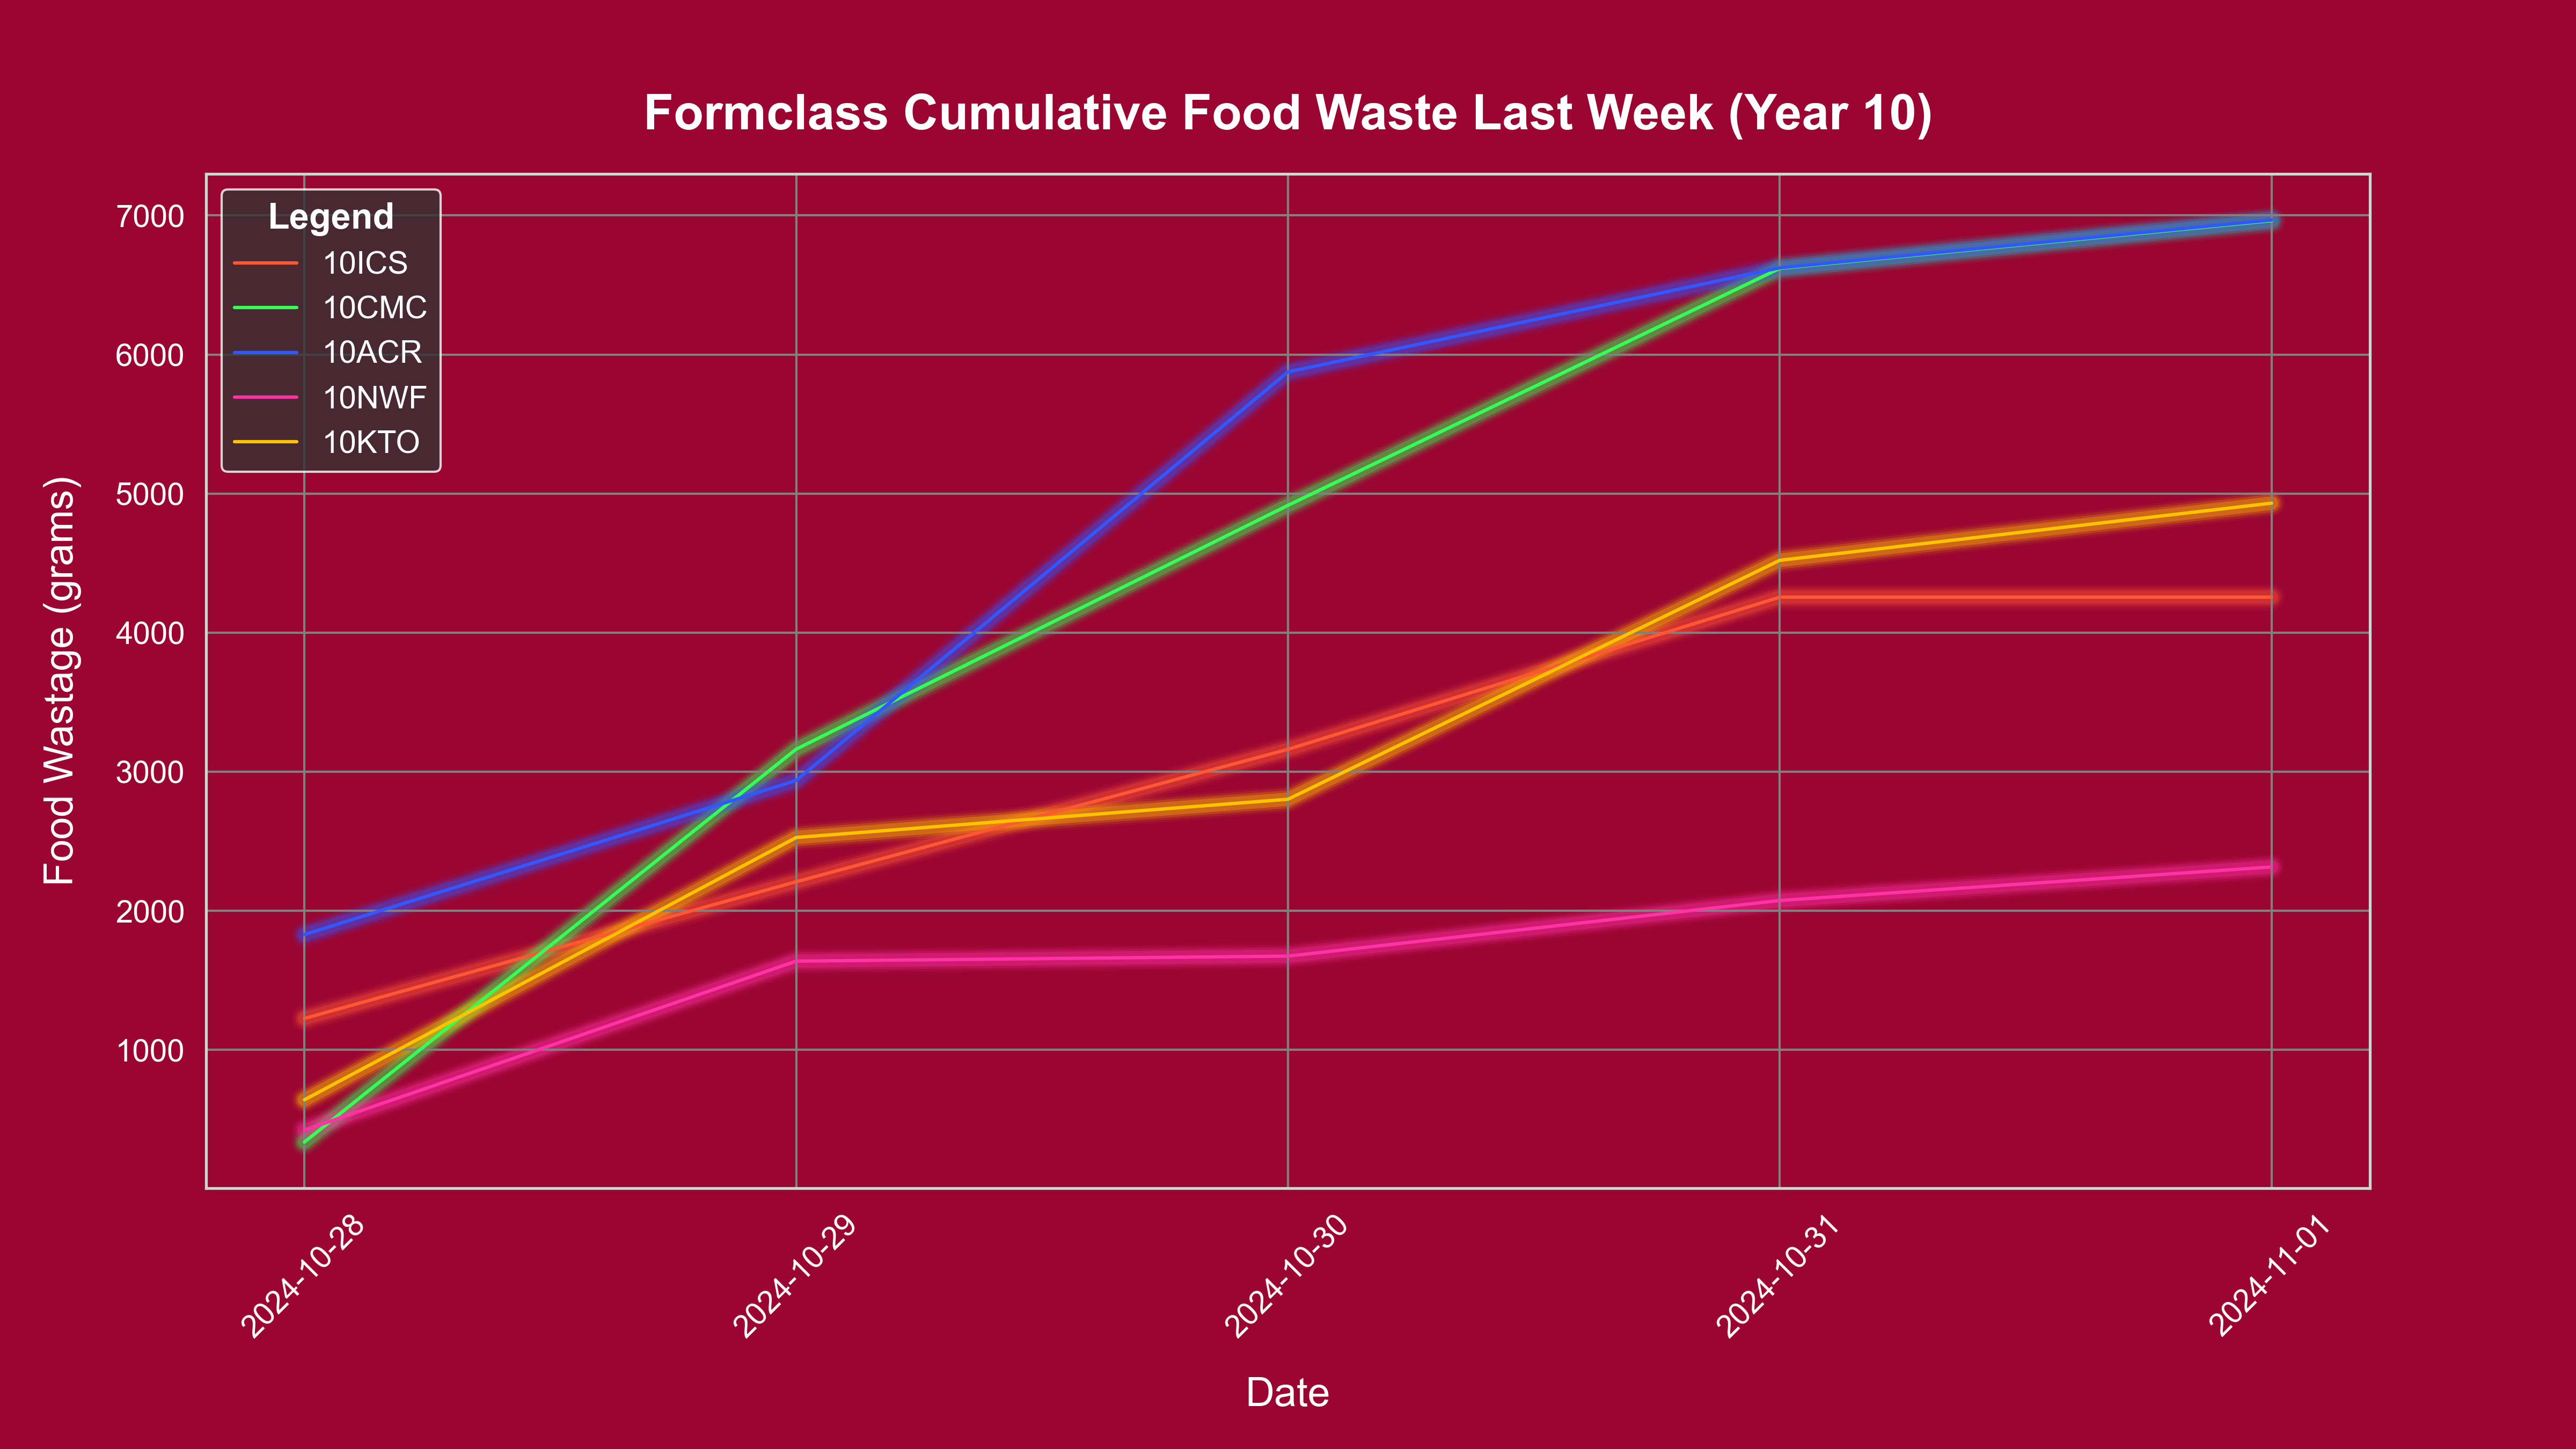 Formclass Cumulative Food Waste Last Week (Year 10)
Legend
10ICS
10CMC
10ACR
10NWF
10KTO
Food Wastage (grams)
7000
6000
5000
4000
3000
2000
1000
2024-10-28
2024-10-29
2024-10-30
2024-10-31
2024-11-01
Date